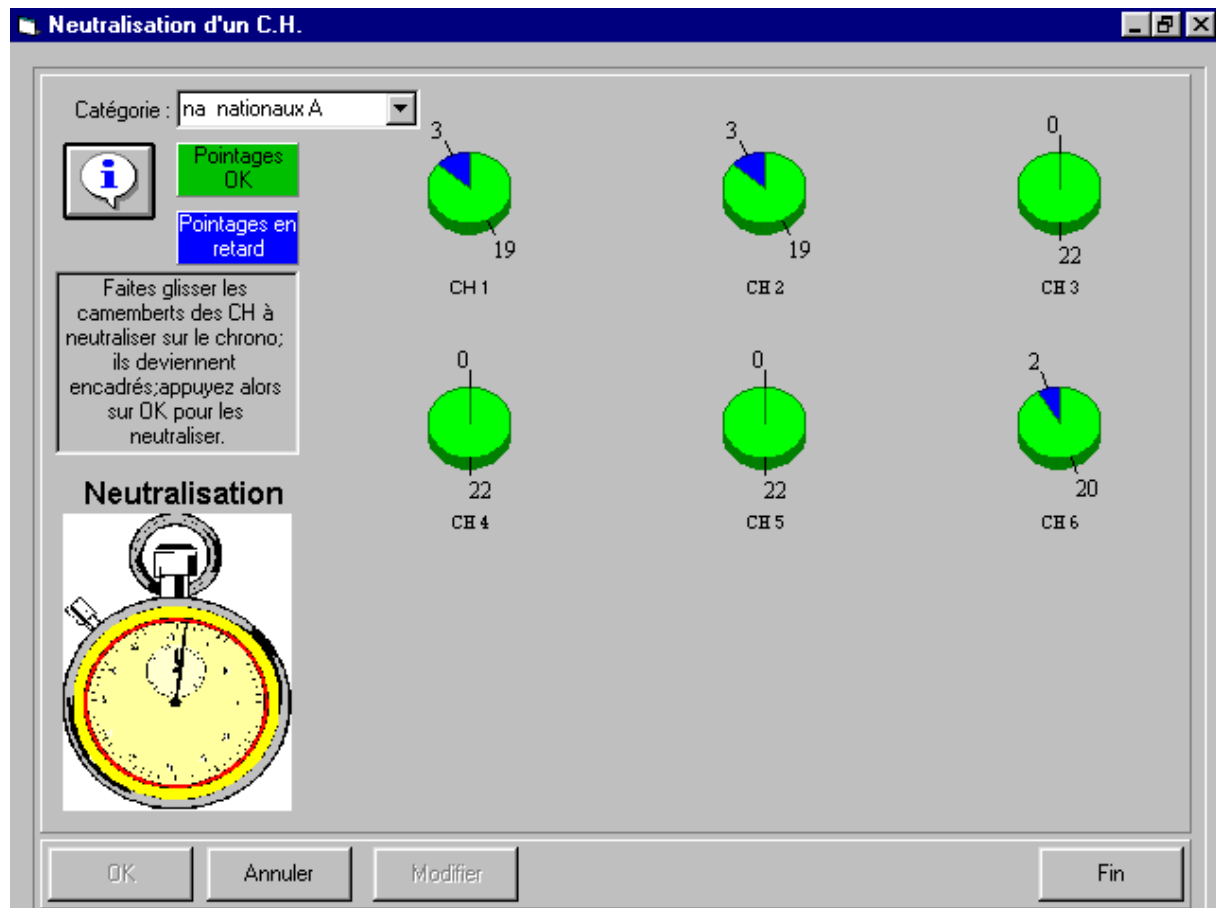 Neutralisation d'un C.H.
Catégorie : na nationaux A
Pointages
OK
Pointages en
retard
Faites glisser les
camemberts des CH à
neutraliser sur le chrono;
ils deviennent
encadrés;appuyez alors
sur OK pour les
neutraliser.
Neutralisation
3
19
CH 1
3
19
CH 2
0
22
CH 3
0
22
CH 4
0
22
CH 5
2
20
CH 6
OK
Annuler
Modifier
Fin